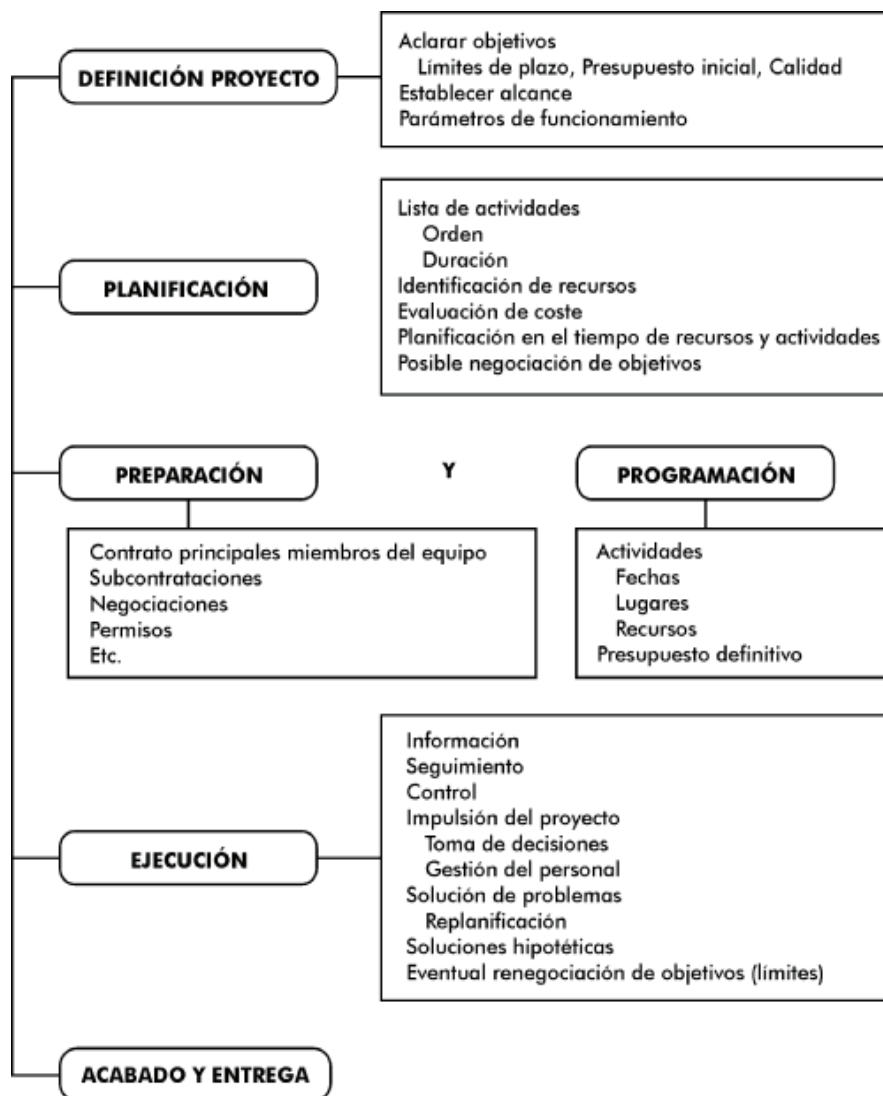 DEFINICIÓN PROYECTO
Aclarar objetivos
Límites de plazo, Presupuesto inicial, Calidad
Establecer alcance
Parámetros de funcionamiento
PLANIFICACIÓN
Lista de actividades
Orden
Duración
Identificación de recursos
Evaluación de coste
Planificación en el tiempo de recursos y actividades
Posible negociación de objetivos
PREPARACIÓN Y PROGRAMACIÓN
Contrato principales miembros del equipo
Subcontrataciones
Negociaciones
Permisos
Etc.
Actividades
Fechas
Lugares
Recursos
Presupuesto definitivo
EJECUCIÓN
Información
Seguimiento
Control
Impulsión del proyecto
Toma de decisiones
Gestión del personal
Solución de problemas
Replanificación
Soluciones hipotéticas
Eventual renegociación de objetivos (límites)
ACABADO Y ENTREGA